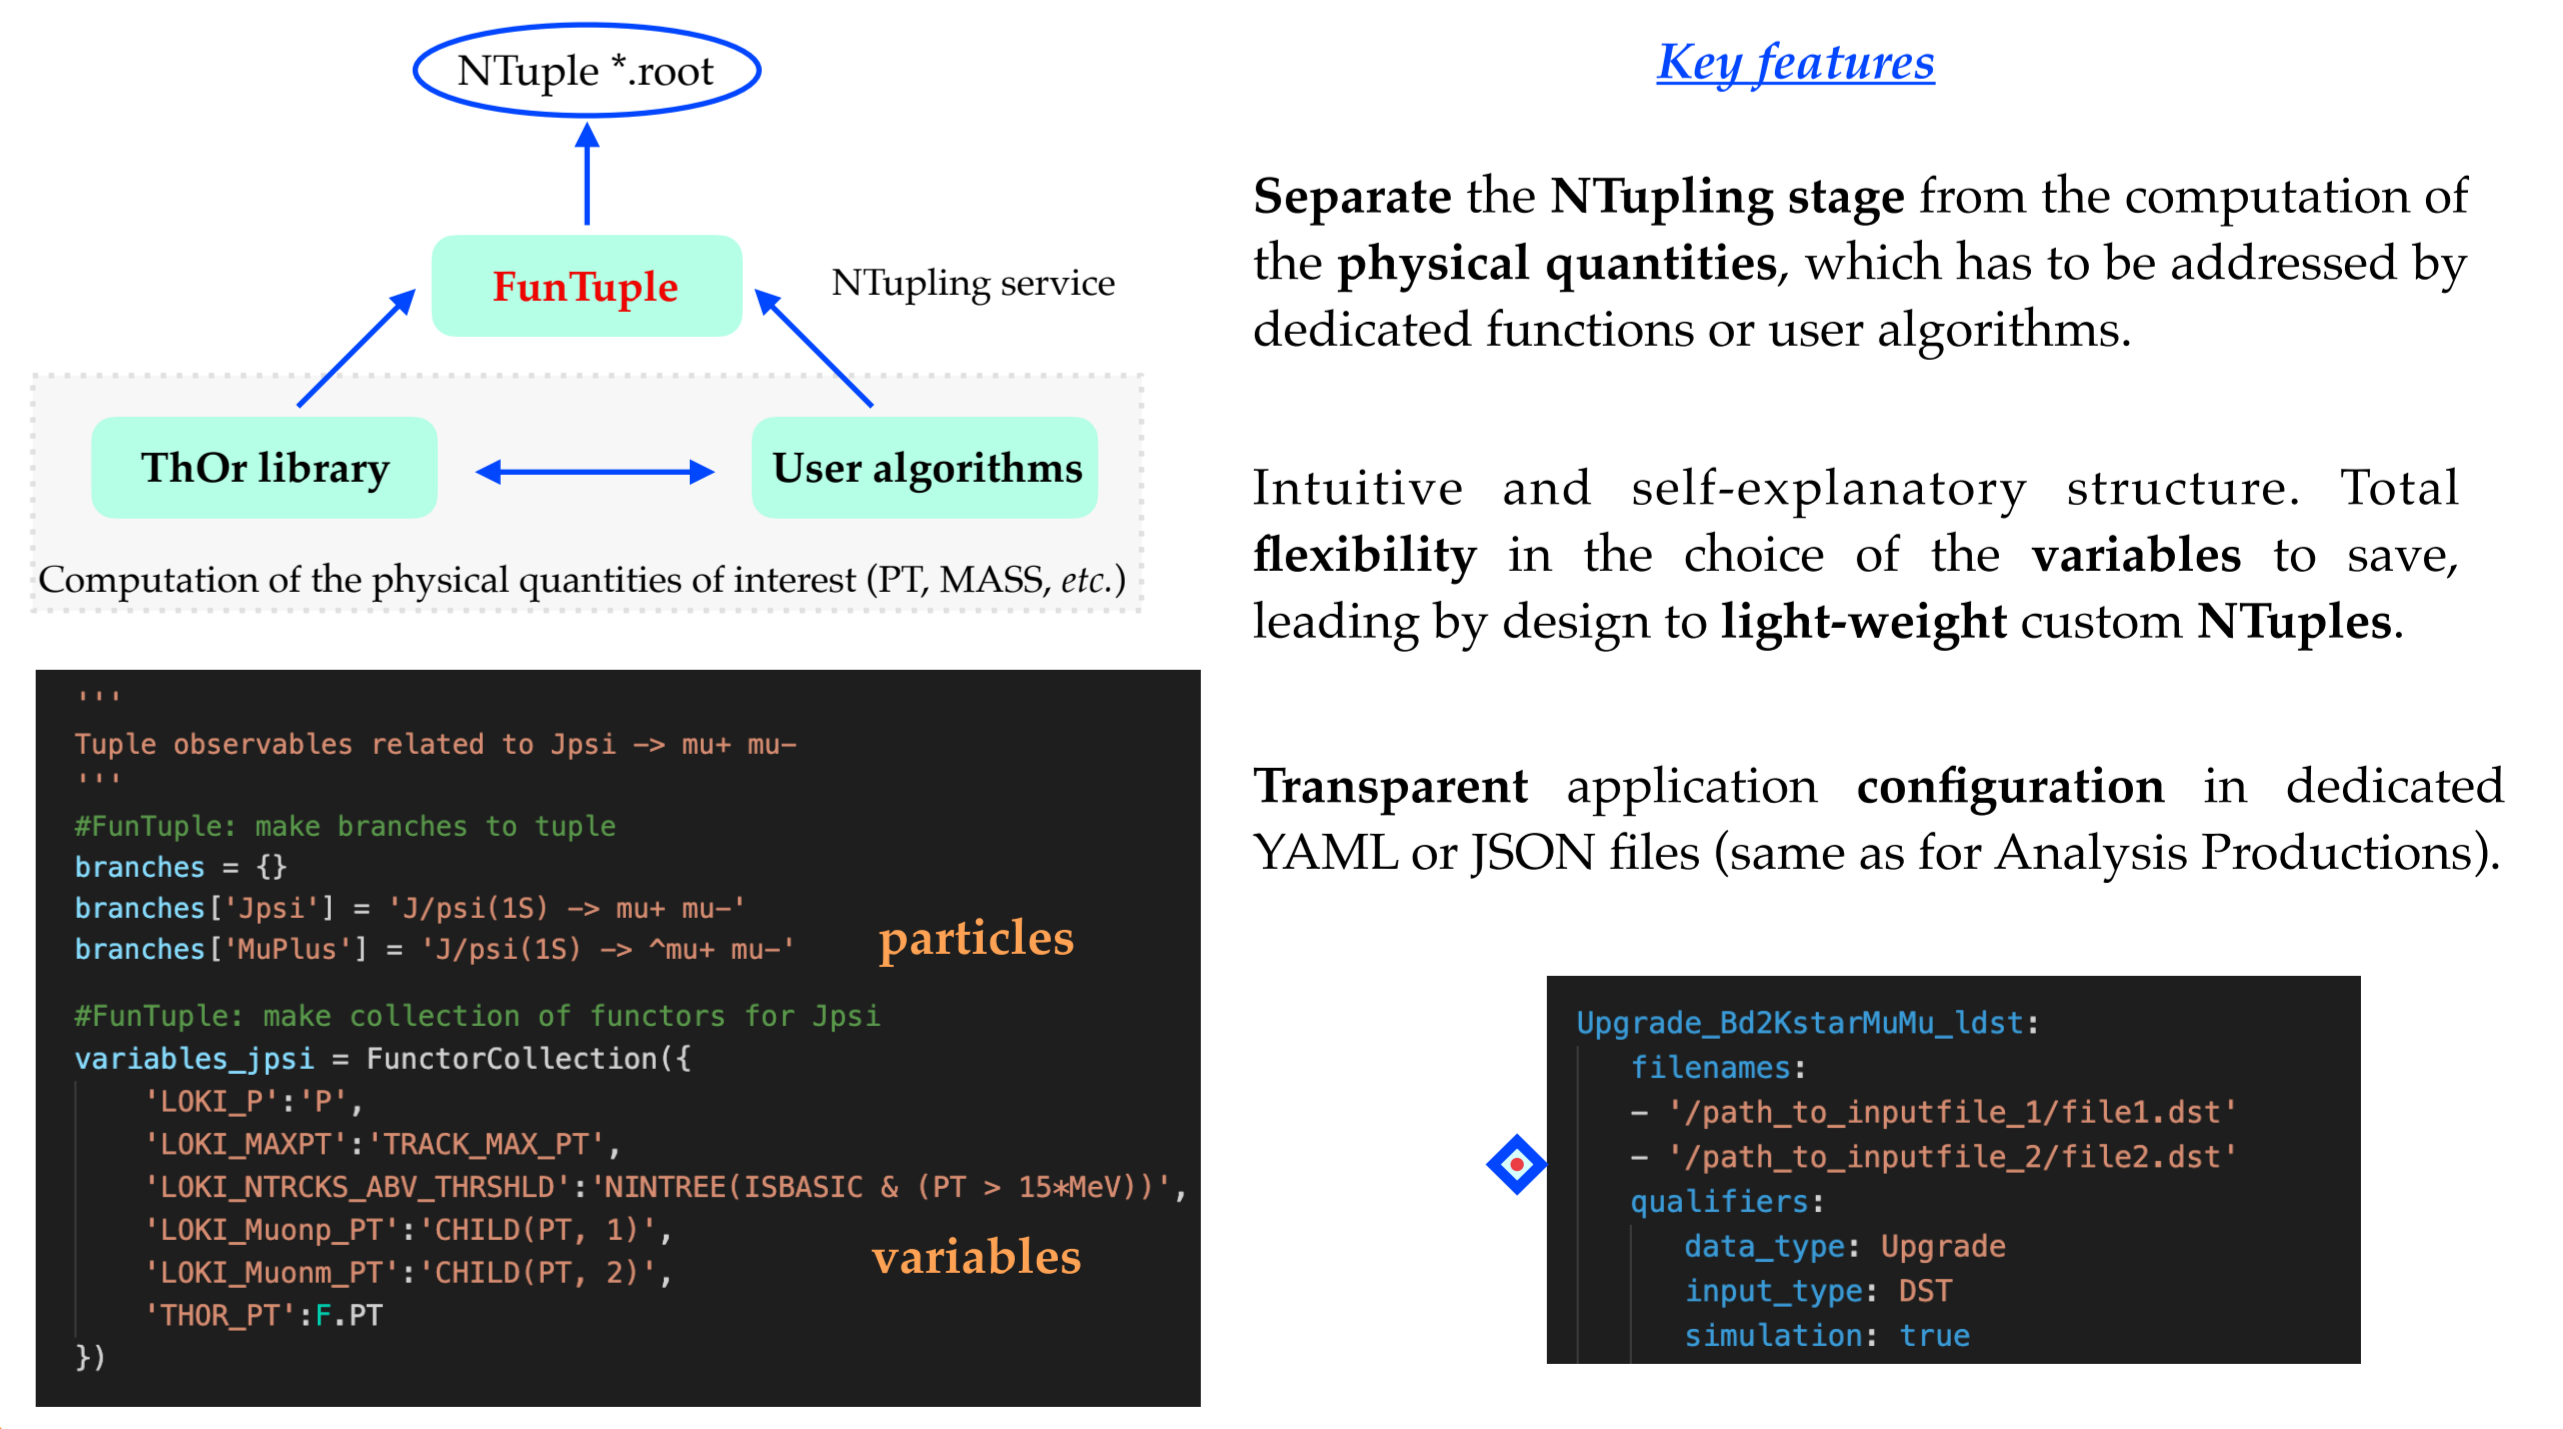 NTuple *.root
FunTuple
NTupling service
ThOr library
User algorithms
Computation of the physical quantities of interest (PT, MASS, etc.)
'''
Tuple observables related to Jpsi -> mu+ mu-
'''
#FunTuple: make branches to tuple
branches = {}
branches['Jpsi'] = 'J/psi(1S) -> mu+ mu-'
branches['MuPlus'] = 'J/psi(1S) -> ^mu+ mu-'
particles
#FunTuple: make collection of functors for Jpsi
variables_jpsi = FunctorCollection({
'LOKI_P':'P',
'LOKI_MAXPT':'TRACK_MAX_PT',
'LOKI_NTRCKS_ABV_THRSHLD':'NINTREE(ISBASIC & (PT > 15*MeV))',
'LOKI_Muonp_PT':'CHILD(PT, 1)',
'LOKI_Muonm_PT':'CHILD(PT, 2)',
variables
'THOR_PT':F.PT
})
Key features
Separate the NTupling stage from the computation of
the physical quantities, which has to be addressed by
dedicated functions or user algorithms.
Intuitive and self-explanatory structure. Total
flexibility in the choice of the variables to save,
leading by design to light-weight custom NTuples.
Transparent application configuration in dedicated
YAML or JSON files (same as for Analysis Productions).
Upgrade_Bd2KstarMuMu_ldst:
filenames:
- '/path_to_inputfile_1/file1.dst'
- '/path_to_inputfile_2/file2.dst'
qualifiers:
data_type: Upgrade
input_type: DST
simulation: true